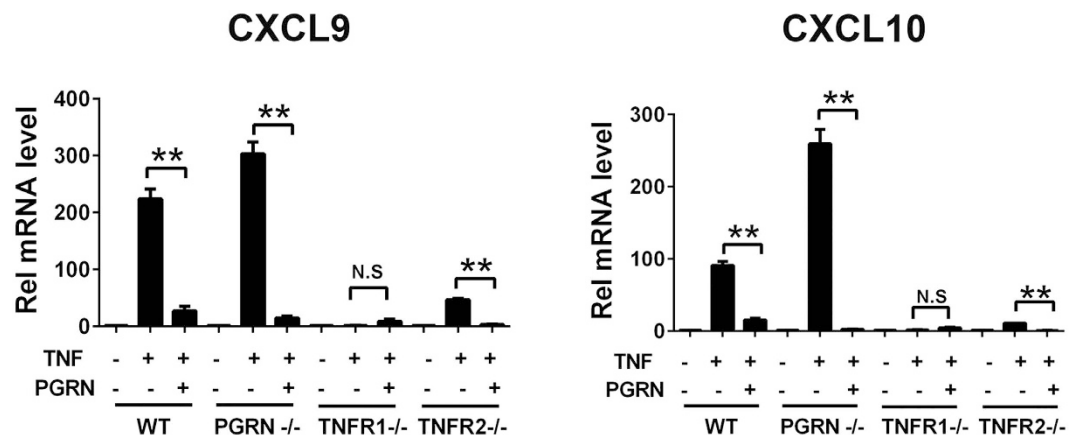 CXCL9
Rel mRNA level
400
300
200
100
0
**
**
N.S
**
TNF - + + - + + - + + - + +
PGRN - - + - - + - - + - - +
WT PGRN -/- TNFR1-/- TNFR2-/-
CXCL10
Rel mRNA level
300
200
100
0
**
**
N.S
**
TNF - + + - + + - + + - + +
PGRN - - + - - + - - + - - +
WT PGRN -/- TNFR1-/- TNFR2-/-